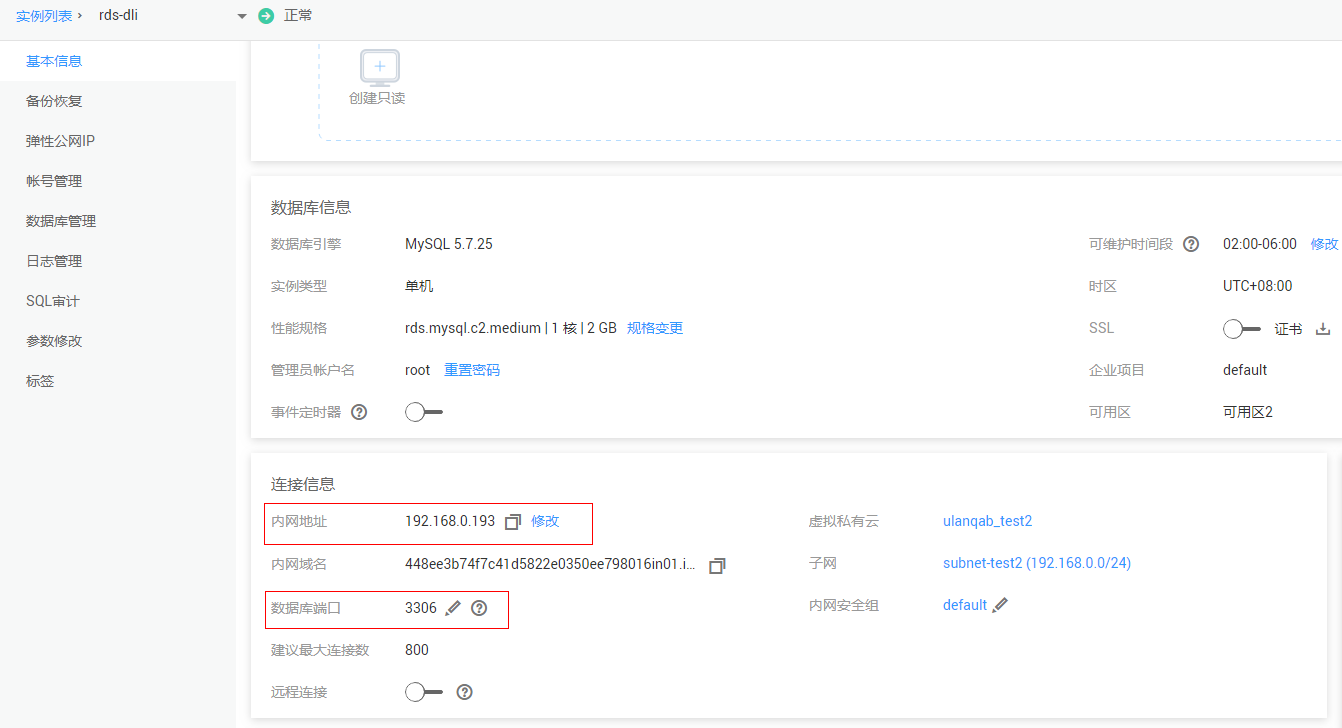 实例列表 › rds-dli 正常
基本信息
备份恢复
弹性公网IP
帐号管理
数据库管理
日志管理
SQL审计
参数修改
标签
创建只读
数据库信息
数据库引擎 MySQL 5.7.25 可维护时间段 02:00-06:00 修改
实例类型 单机 时区 UTC+08:00
性能规格 rds.mysql.c2.medium | 1 核 | 2 GB 规格变更 SSL 证书
管理员帐户名 root 重置密码 企业项目 default
事件定时器 可用区 可用区2
连接信息
内网地址 192.168.0.193 修改 虚拟私有云 ulanqab_test2
内网域名 448ee3b74f7c41d5822e0350ee798016in01.i... 子网 subnet-test2 (192.168.0.0/24)
数据库端口 3306 内网安全组 default
建议最大连接数 800
远程连接